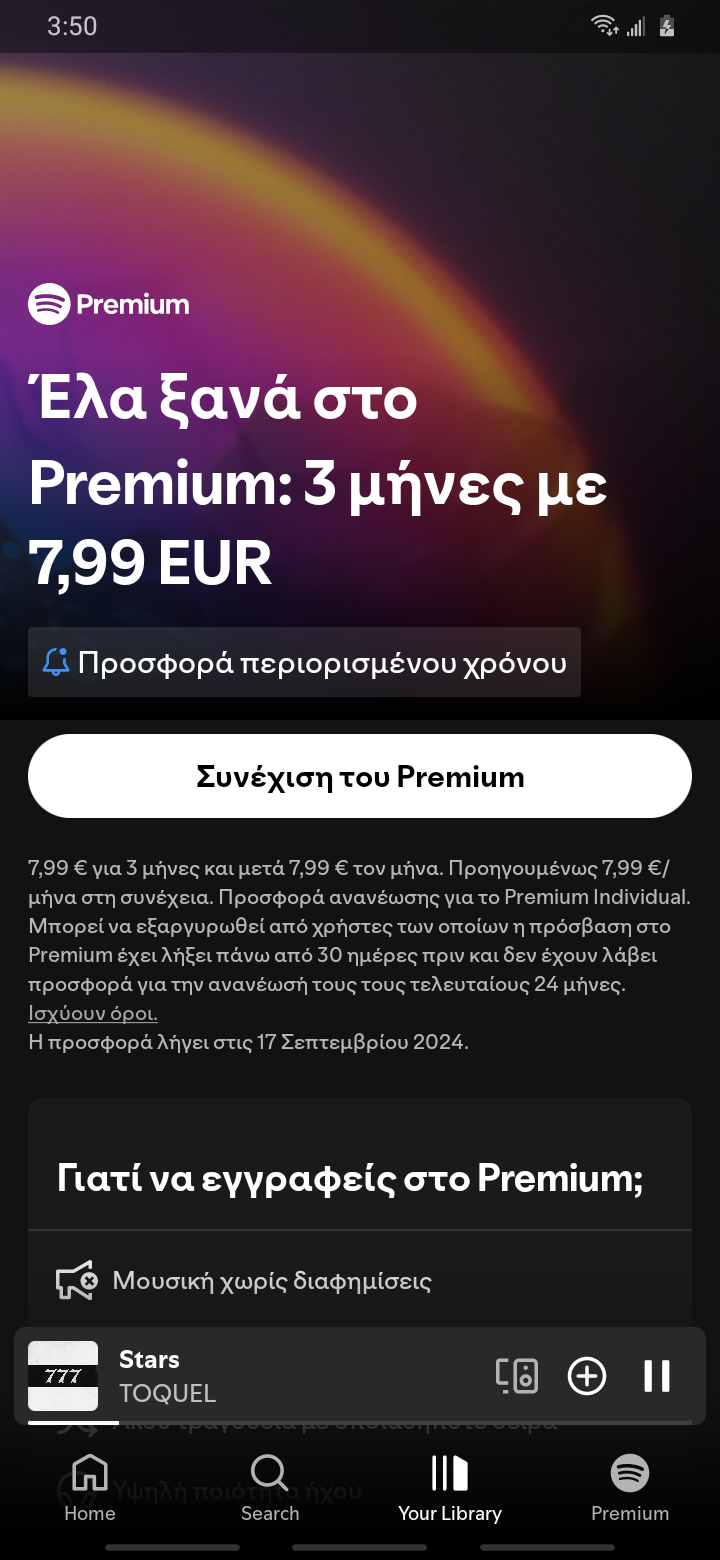 3:50
Premium
Έλα ξανά στο
Premium: 3 μήνες με
7,99 EUR
Προσφορά περιορισμένου χρόνου
Συνέχιση του Premium
7,99 € για 3 μήνες και μετά 7,99 € τον μήνα. Προηγουμένως 7,99 €/
μήνα στη συνέχεια. Προσφορά ανανέωσης για το Premium Individual.
Μπορεί να εξαργυρωθεί από χρήστες των οποίων η πρόσβαση στο
Premium έχει λήξει πάνω από 30 ημέρες πριν και δεν έχουν λάβει
προσφορά για την ανανέωσή τους τους τελευταίους 24 μήνες.
Ισχύουν όροι.
Η προσφορά λήγει στις 17 Σεπτεμβρίου 2024.
Γιατί να εγγραφείς στο Premium;
Μουσική χωρίς διαφημίσεις
777
Stars
TOQUEL
Υψηλή ποιότητα ήχου
Home
Search
Your Library
Premium